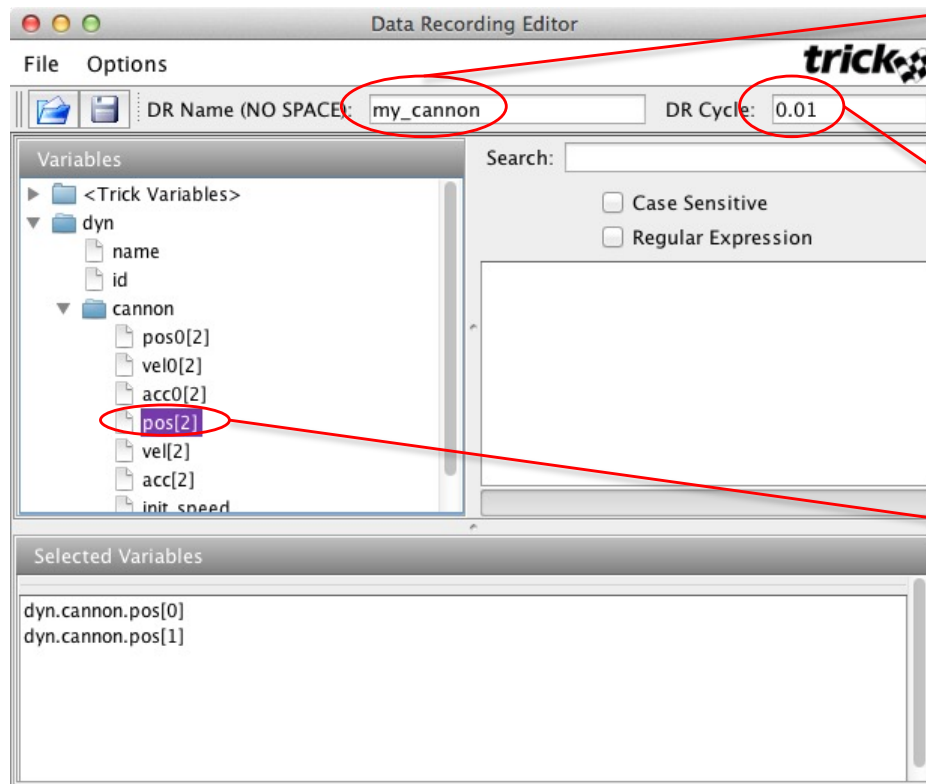 Data Recording Editor
File Options
trick
DR Name (NO SPACE): my_cannon DR Cycle: 0.01
Variables
Search:
<Trick Variables>
Case Sensitive
dyn
Regular Expression
name
id
cannon
pos0[2]
vel0[2]
acc0[2]
pos[2]
vel[2]
acc[2]
init_speed
Selected Variables
dyn.cannon.pos[0]
dyn.cannon.pos[1]